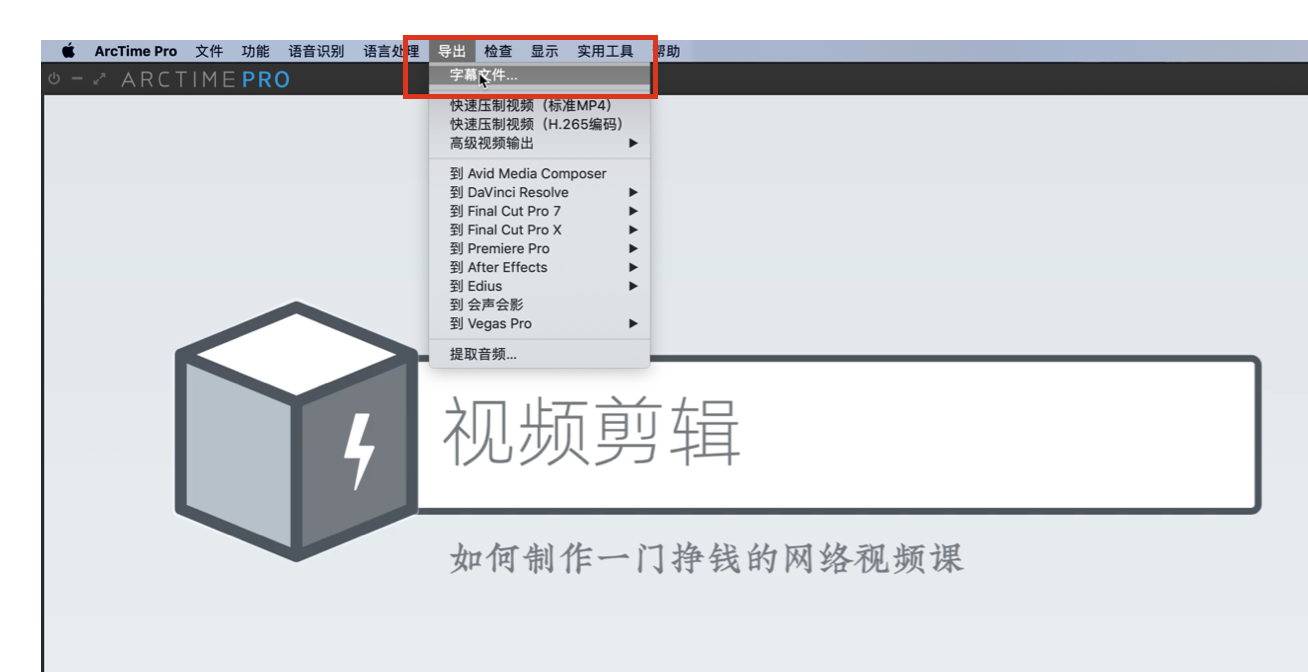 ArcTime Pro 文件 功能 语音识别 语言处理 导出 检查 显示 实用工具 帮助
ARCTIMEPRO
字幕文件...
快速压制视频（标准MP4）
快速压制视频（H.265编码）
高级视频输出
到 Avid Media Composer
到 DaVinci Resolve
到 Final Cut Pro 7
到 Final Cut Pro X
到 Premiere Pro
到 After Effects
到 Edius
到 会声会影
到 Vegas Pro
提取音频...
视频剪辑
如何制作一门挣钱的网络视频课